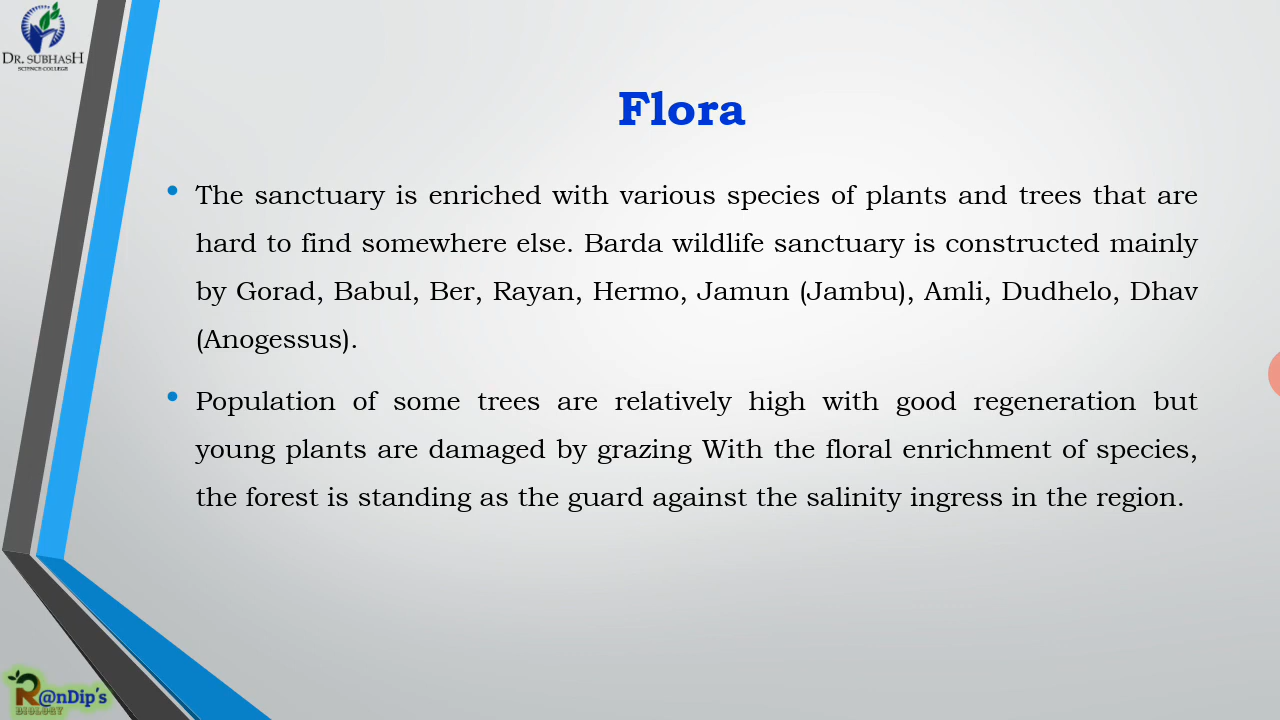 DR. SUBHASH
SCIENCE COLLEGE
Flora
• The sanctuary is enriched with various species of plants and trees that are
hard to find somewhere else. Barda wildlife sanctuary is constructed mainly
by Gorad, Babul, Ber, Rayan, Hermo, Jamun (Jambu), Amli, Dudhelo, Dhav
(Anogessus).
• Population of some trees are relatively high with good regeneration but
young plants are damaged by grazing With the floral enrichment of species,
the forest is standing as the guard against the salinity ingress in the region.
R@nDip's
BIOLOGY